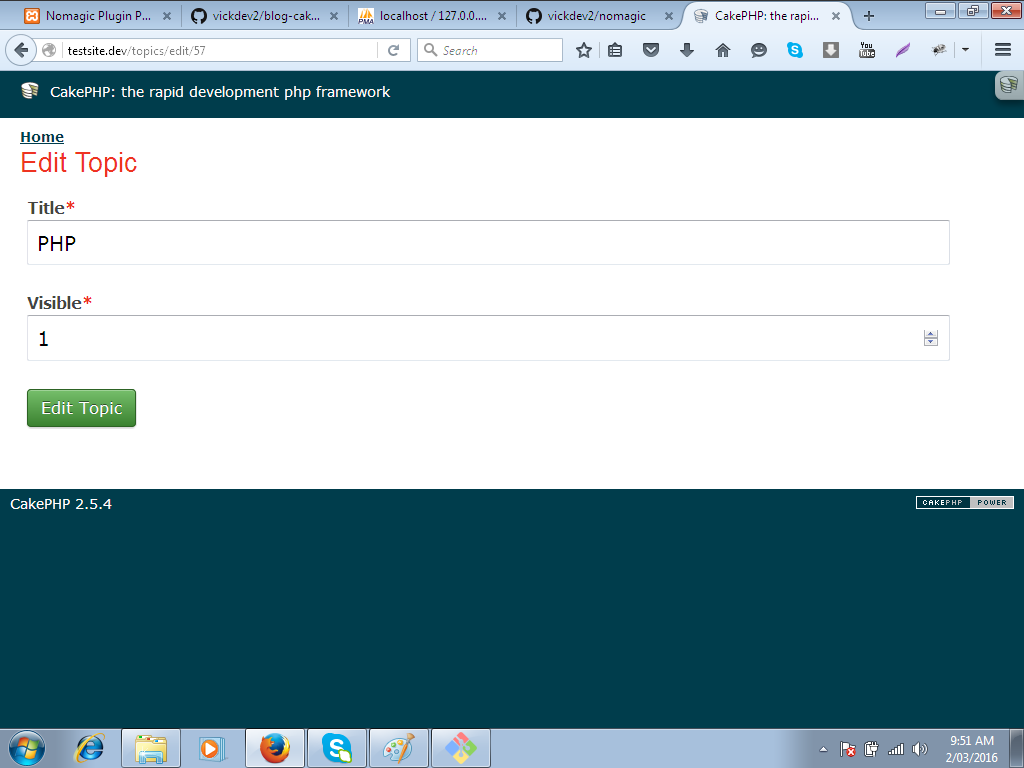 Nomagic Plugin P...
vickdev2/blog-cak...
localhost / 127.0.0....
vickdev2/nomagic
CakePHP: the rapi...
testsite.dev/topics/edit/57
Search
You
Tube
CakePHP: the rapid development php framework
Home
Edit Topic
Title*
PHP
Visible*
1
Edit Topic
CakePHP 2.5.4
CAKEPHP POWER
9:51 AM
2/03/2016